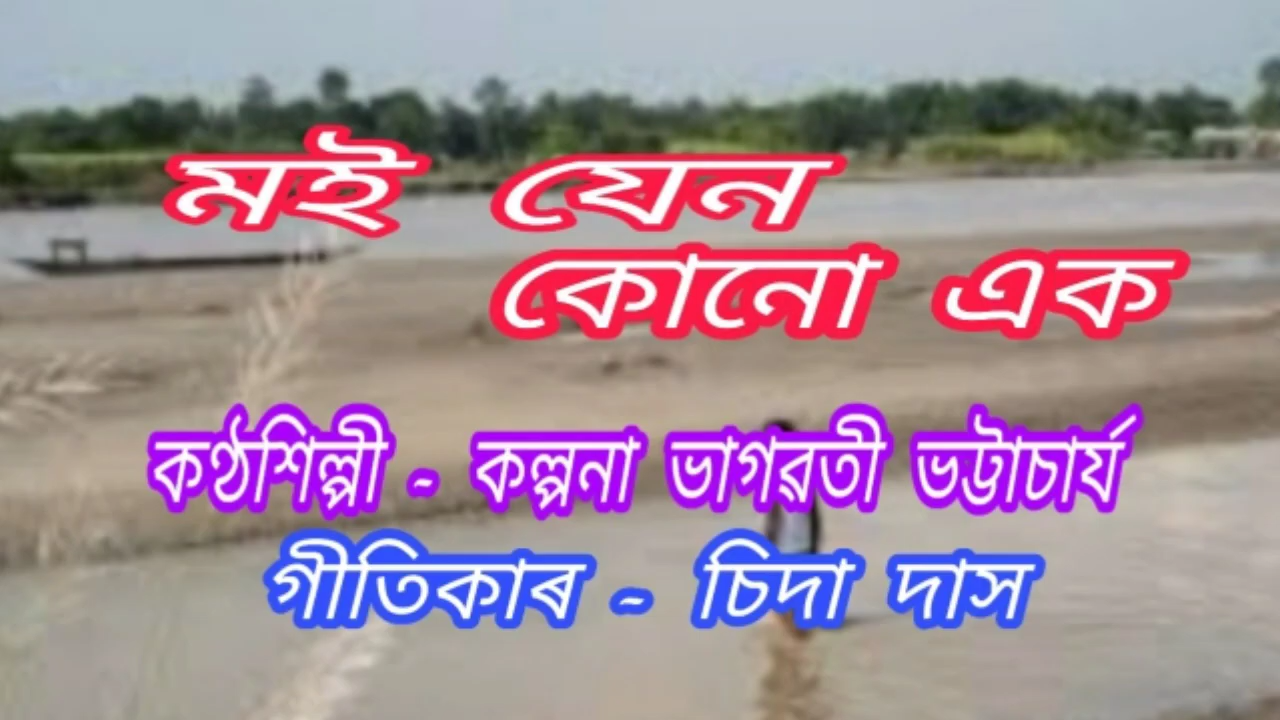 মই যেন
কোনো এক
কণ্ঠশিল্পী - কল্পনা ভাগৱতী ভট্টাচাৰ্য
গীতিকাৰ - চিদা দাস